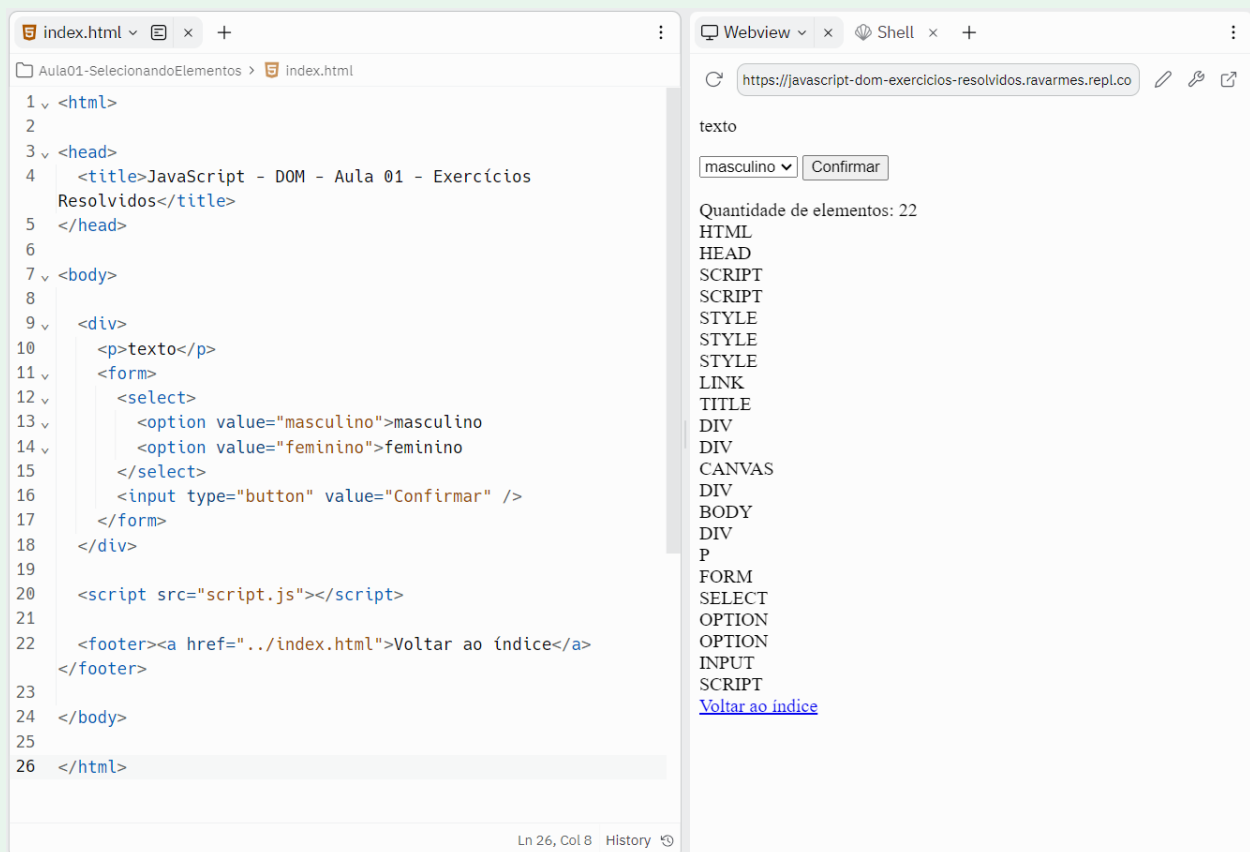 index.html
Aula01-SelecionandoElementos > index.html
1 <html>
2
3 <head>
4 <title>JavaScript - DOM - Aula 01 - Exercícios
Resolvidos</title>
5 </head>
6
7 <body>
8
9 <div>
10 <p>texto</p>
11 <form>
12 <select>
13 <option value="masculino">masculino
14 <option value="feminino">feminino
15 </select>
16 <input type="button" value="Confirmar" />
17 </form>
18 </div>
19
20 <script src="script.js"></script>
21
22 <footer><a href="../index.html">Voltar ao índice</a>
</footer>
23
24 </body>
25
26 </html>
Ln 26, Col 8 History
Webview Shell
https://javascript-dom-exercicios-resolvidos.ravarmes.repl.co
texto
masculino Confirmar
Quantidade de elementos: 22
HTML
HEAD
SCRIPT
SCRIPT
STYLE
STYLE
STYLE
LINK
TITLE
DIV
DIV
CANVAS
DIV
BODY
DIV
P
FORM
SELECT
OPTION
OPTION
INPUT
SCRIPT
Voltar ao índice